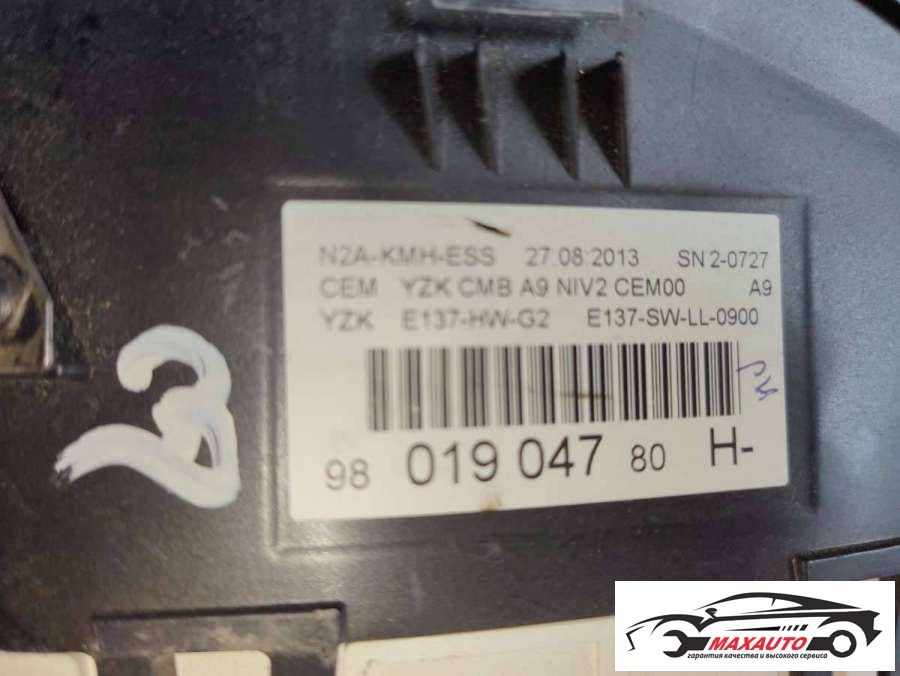 N2A-KMH-ESS 27.08.2013 SN 2-0727
CEM YZK CMB A9 NIV2 CEM00 A9
YZK E137-HW-G2 E137-SW-LL-0900
98 019 047 80 H-
3
MAXAUTO
гарантия качества и высокого сервиса